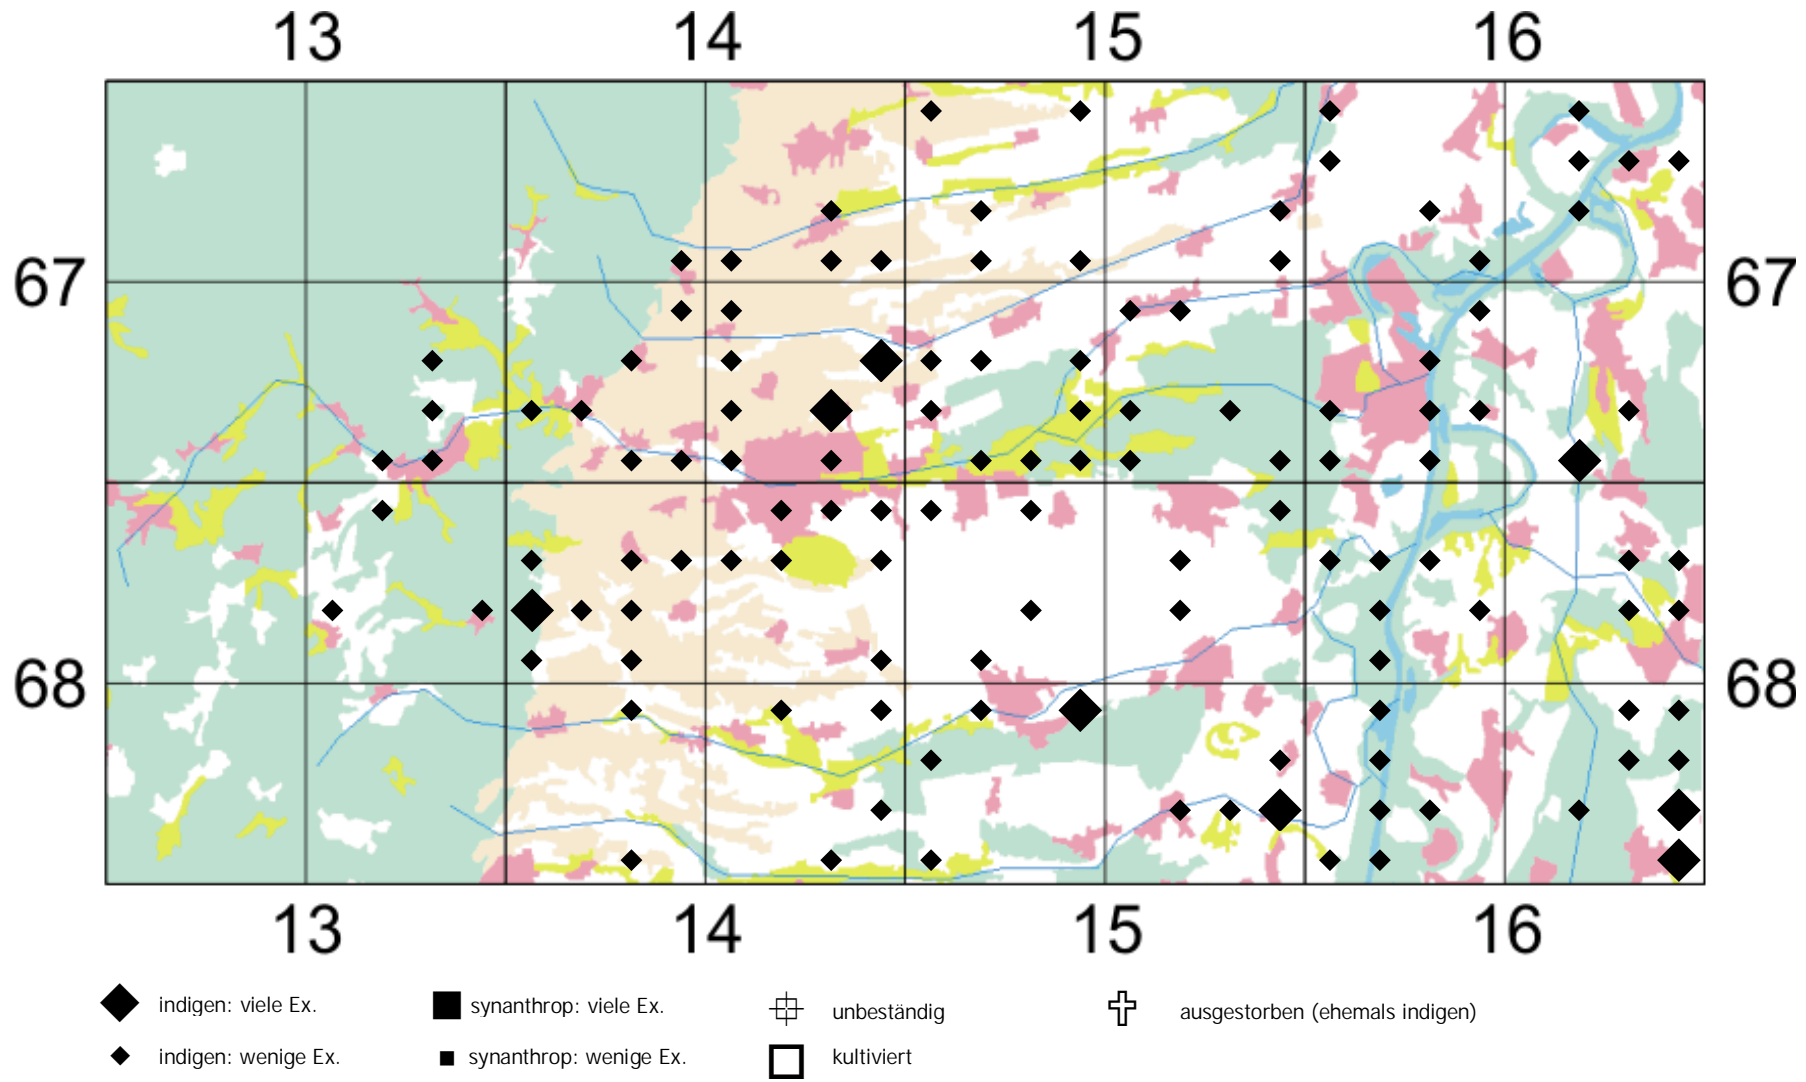 13 14 15 16
67 67
68 68
13 14 15 16
indigen: viele Ex. synanthrop: viele Ex. unbeständig ausgestorben (ehemals indigen)
indigen: wenige Ex. synanthrop: wenige Ex. kultiviert